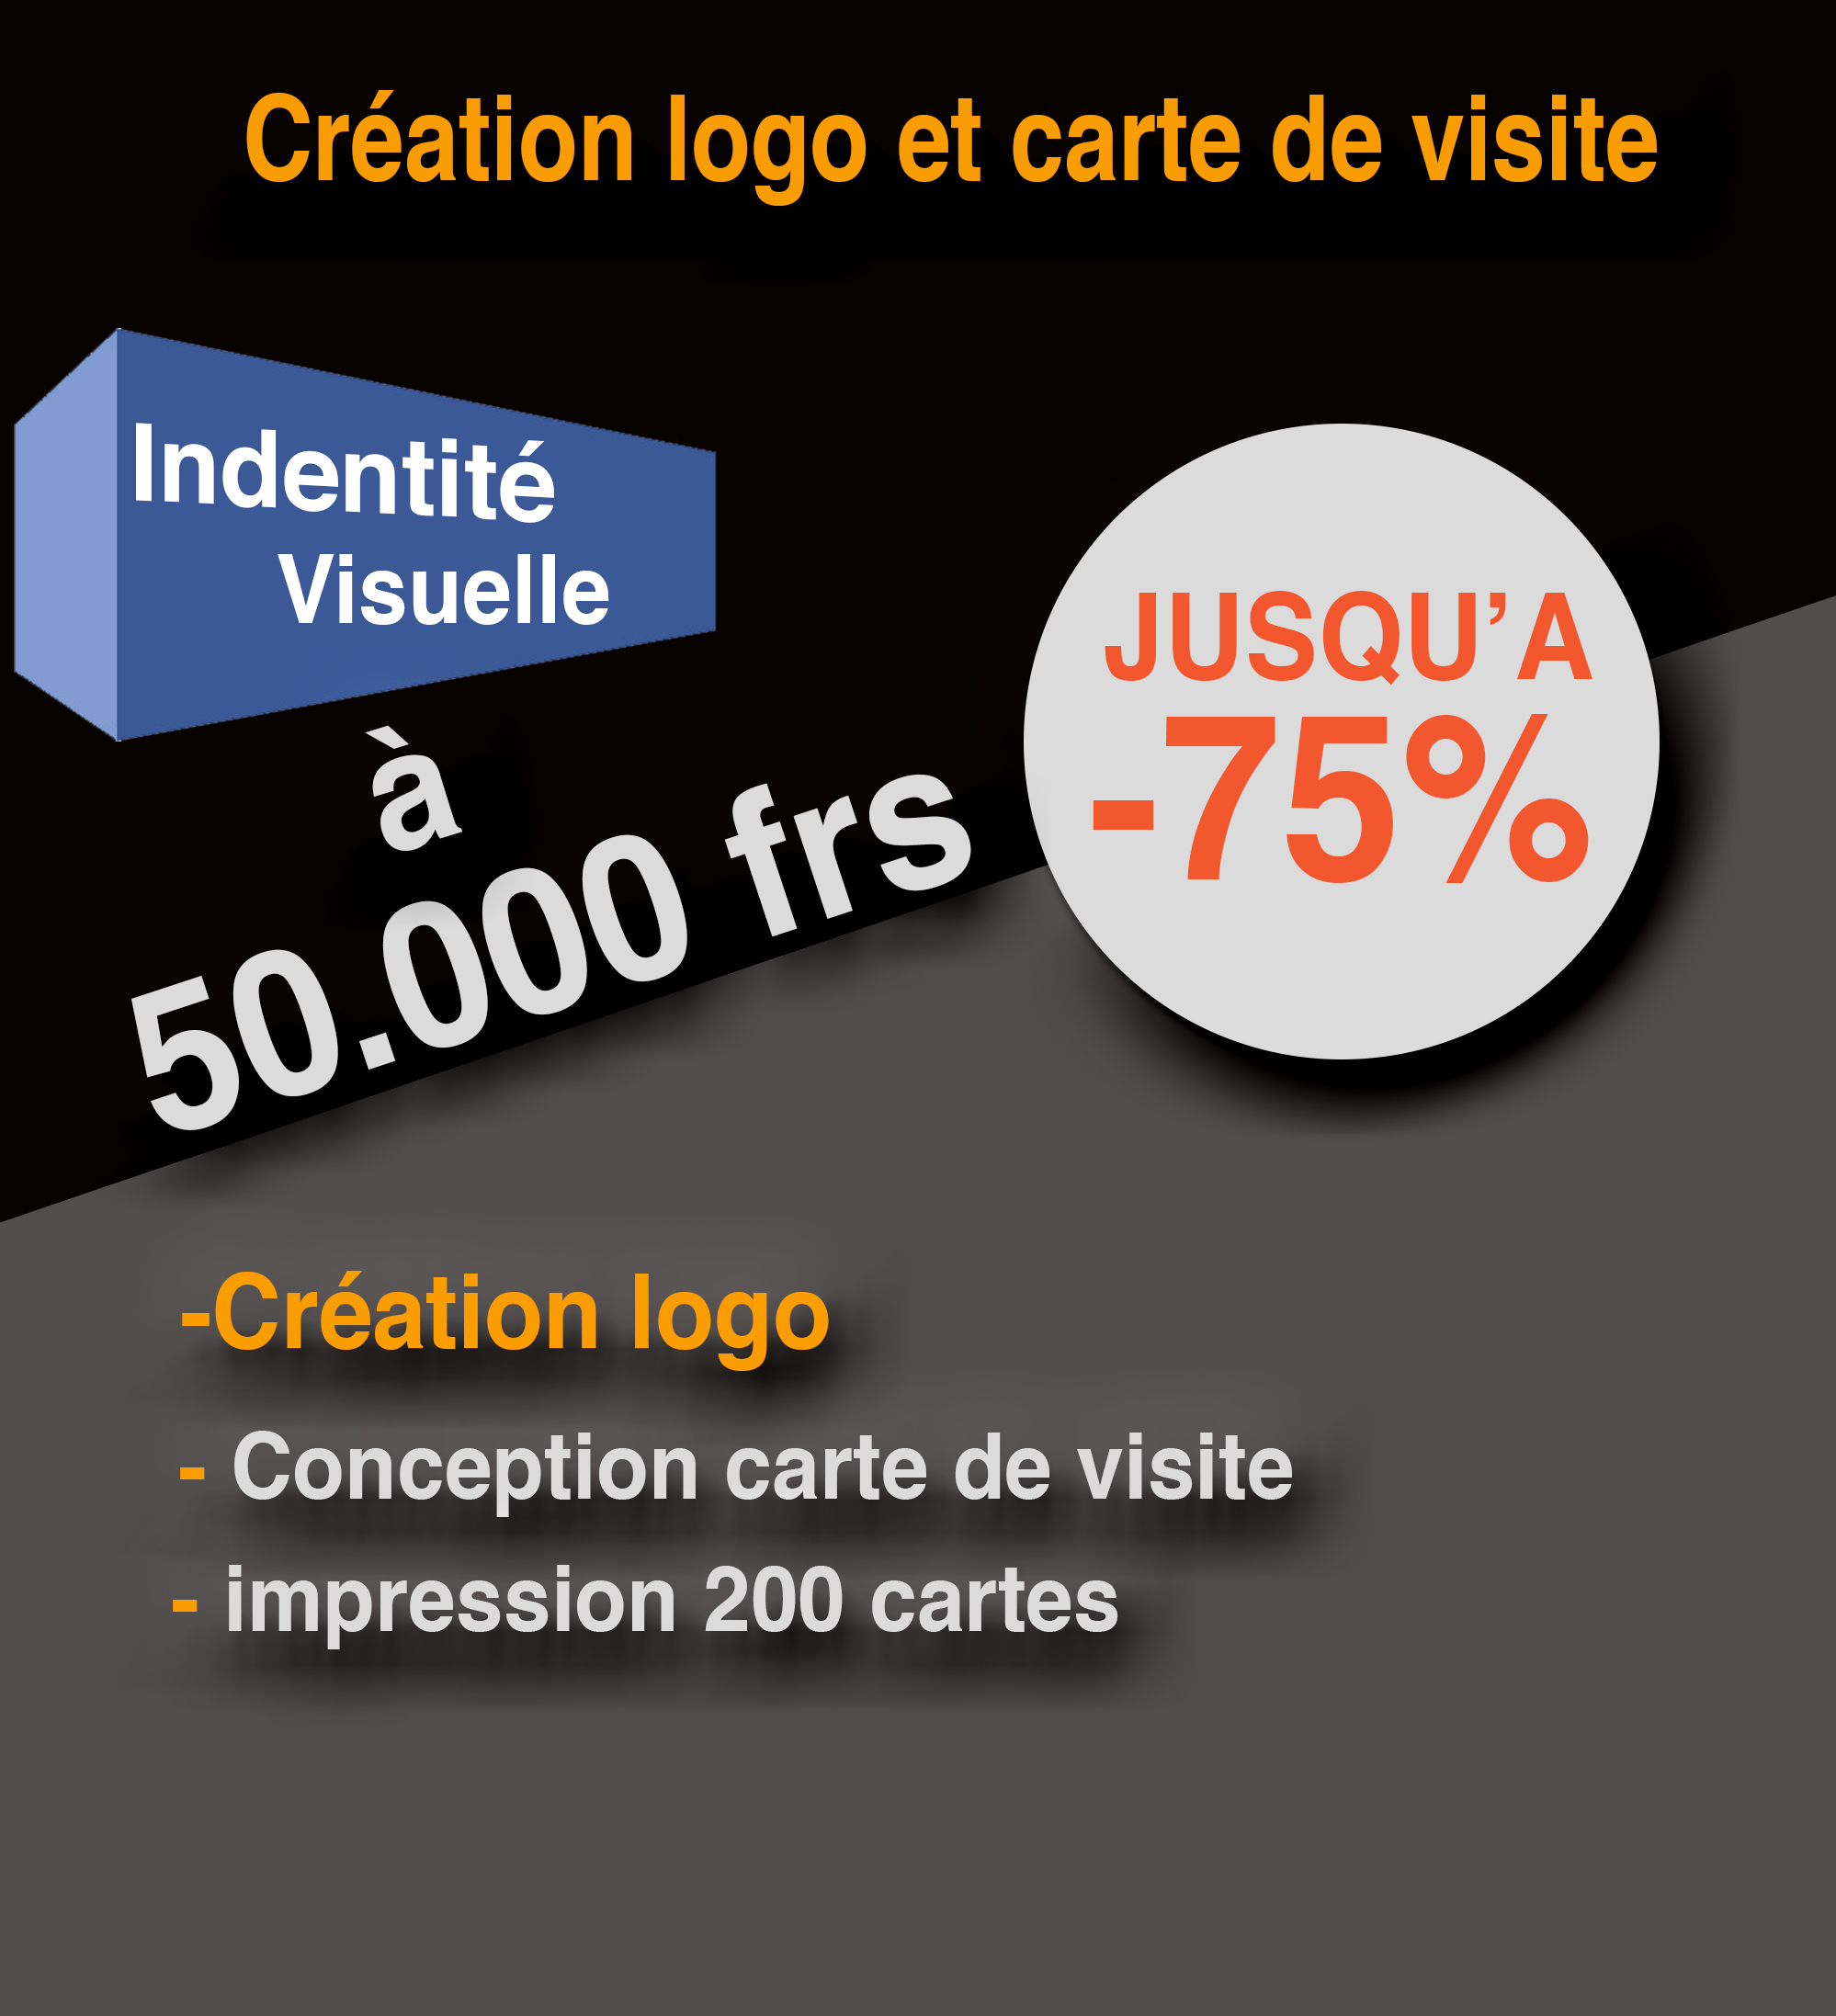 Création logo et carte de visite
Indentité
Visuelle
à
50.000 frs
JUSQU’A
-75%
-Création logo
- Conception carte de visite
- impression 200 cartes